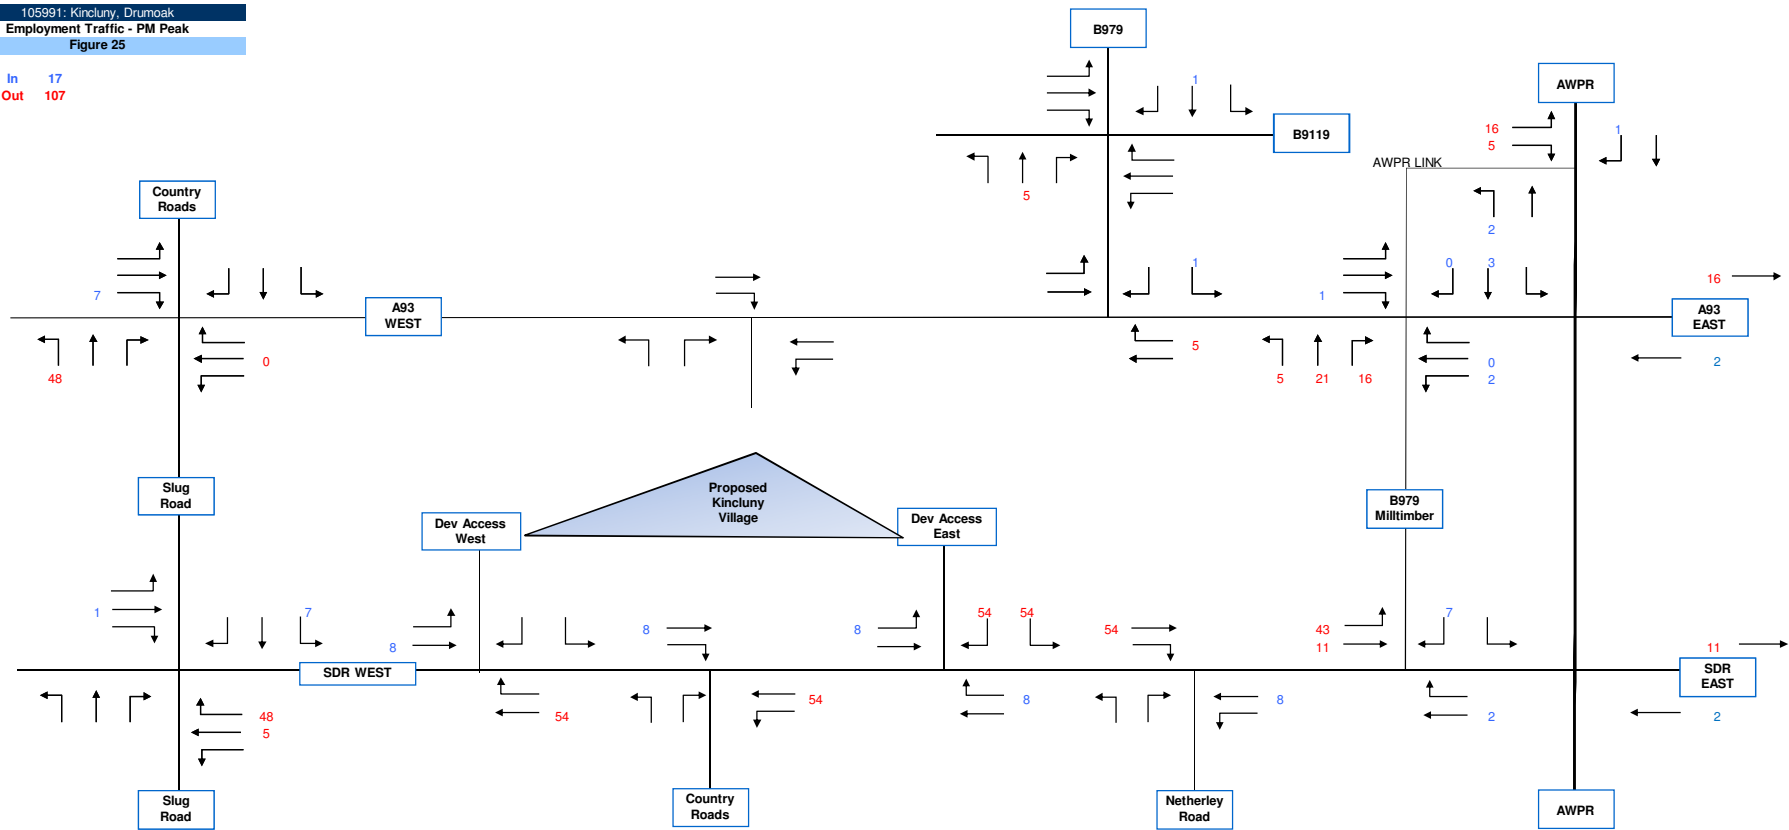 105991: Kincluny, Drumoak
Employment Traffic - PM Peak
Figure 25
In 17
Out 107
B979
AWPR
1
B9119
16
5
1
AWPR LINK
Country
Roads
5
2
7
1
1
0 3
16
A93
WEST
A93
EAST
48
0
5
5 21 16
0
2
2
Proposed
Kincluny
Village
Slug
Road
Dev Access
West
Dev Access
East
B979
Milltimber
1
7
8
8
8
54 54
54
43
11
7
11
SDR WEST
SDR
EAST
48
5
54
54
8
8
2
2
Slug
Road
Country
Roads
Netherley
Road
AWPR